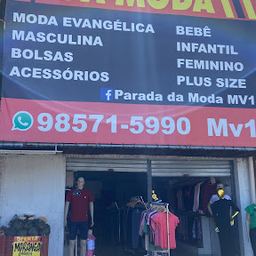 MODA
MODA EVANGÉLICA
MASCULINA
BOLSAS
ACESSÓRIOS
BEBÊ
INFANTIL
FEMININO
PLUS SIZE
f Parada da Moda MV1
98571-5990 Mv1